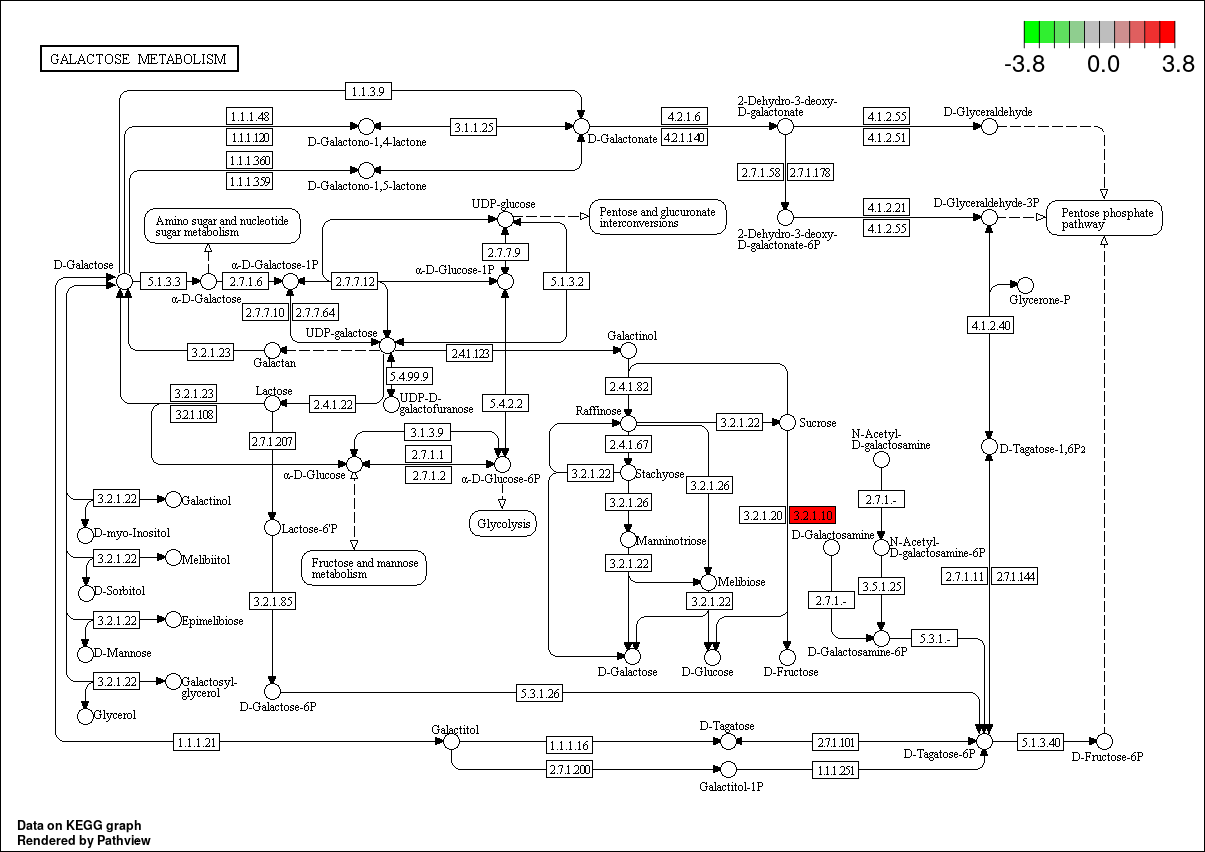 GALACTOSE METABOLISM
-3.8 0.0 3.8
1.1.3.9
2-Dehydro-3-deoxy-
D-galactonate
D-Glyceraldehyde
1.1.1.48
1.1.1.120
D-Galactono-1,4-lactone
3.1.1.25
D-Galactonate
4.2.1.6
4.2.1.140
4.1.2.55
4.1.2.51
1.1.1.360
1.1.1.359
D-Galactono-1,5-lactone
2.7.1.58
2.7.1.178
Amino sugar and nucleotide
sugar metabolism
UDP-glucose
Pentose and glucuronate
interconversions
2-Dehydro-3-deoxy-
D-galactonate-6P
4.1.2.21
4.1.2.55
D-Glyceraldehyde-3P
Pentose phosphate
pathway
2.7.7.9
D-Galactose
5.1.3.3
α-D-Galactose
2.7.1.6
α-D-Galactose-1P
2.7.7.12
α-D-Glucose-1P
5.1.3.2
Glycerone-P
2.7.7.10
2.7.7.64
4.1.2.40
UDP-galactose
3.2.1.23
Galactan
2.4.1.123
Galactinol
5.4.99.9
2.4.1.82
Lactose
3.2.1.23
3.2.1.108
2.4.1.22
UDP-D-
galactofuranose
5.4.2.2
Raffinose
3.2.1.22
Sucrose
2.7.1.207
3.1.3.9
2.7.1.1
2.7.1.2
α-D-Glucose
α-D-Glucose-6P
2.4.1.67
N-Acetyl-
D-galactosamine
D-Tagatose-1,6P2
3.2.1.22
Stachyose
3.2.1.26
3.2.1.22
Galactinol
D-myo-Inositol
2.7.1.-
3.2.1.26
3.2.1.20
3.2.1.10
Lactose-6'P
Glycolysis
Manninotriose
D-Galactosamine
N-Acetyl-
D-galactosamine-6P
3.2.1.22
Melibiitol
D-Sorbitol
Fructose and mannose
metabolism
3.2.1.22
Melibiose
3.5.1.25
2.7.1.11
2.7.1.144
3.2.1.85
3.2.1.22
2.7.1.-
3.2.1.22
Epimelibiose
D-Mannose
D-Galactosamine-6P
5.3.1.-
D-Galactose
D-Glucose
D-Fructose
3.2.1.22
Galactosyl-
glycerol
Glycerol
D-Galactose-6P
5.3.1.26
1.1.1.21
Galactitol
1.1.1.16
D-Tagatose
2.7.1.101
D-Tagatose-6P
5.1.3.40
D-Fructose-6P
2.7.1.200
Galactitol-1P
1.1.1.251
Data on KEGG graph
Rendered by Pathview